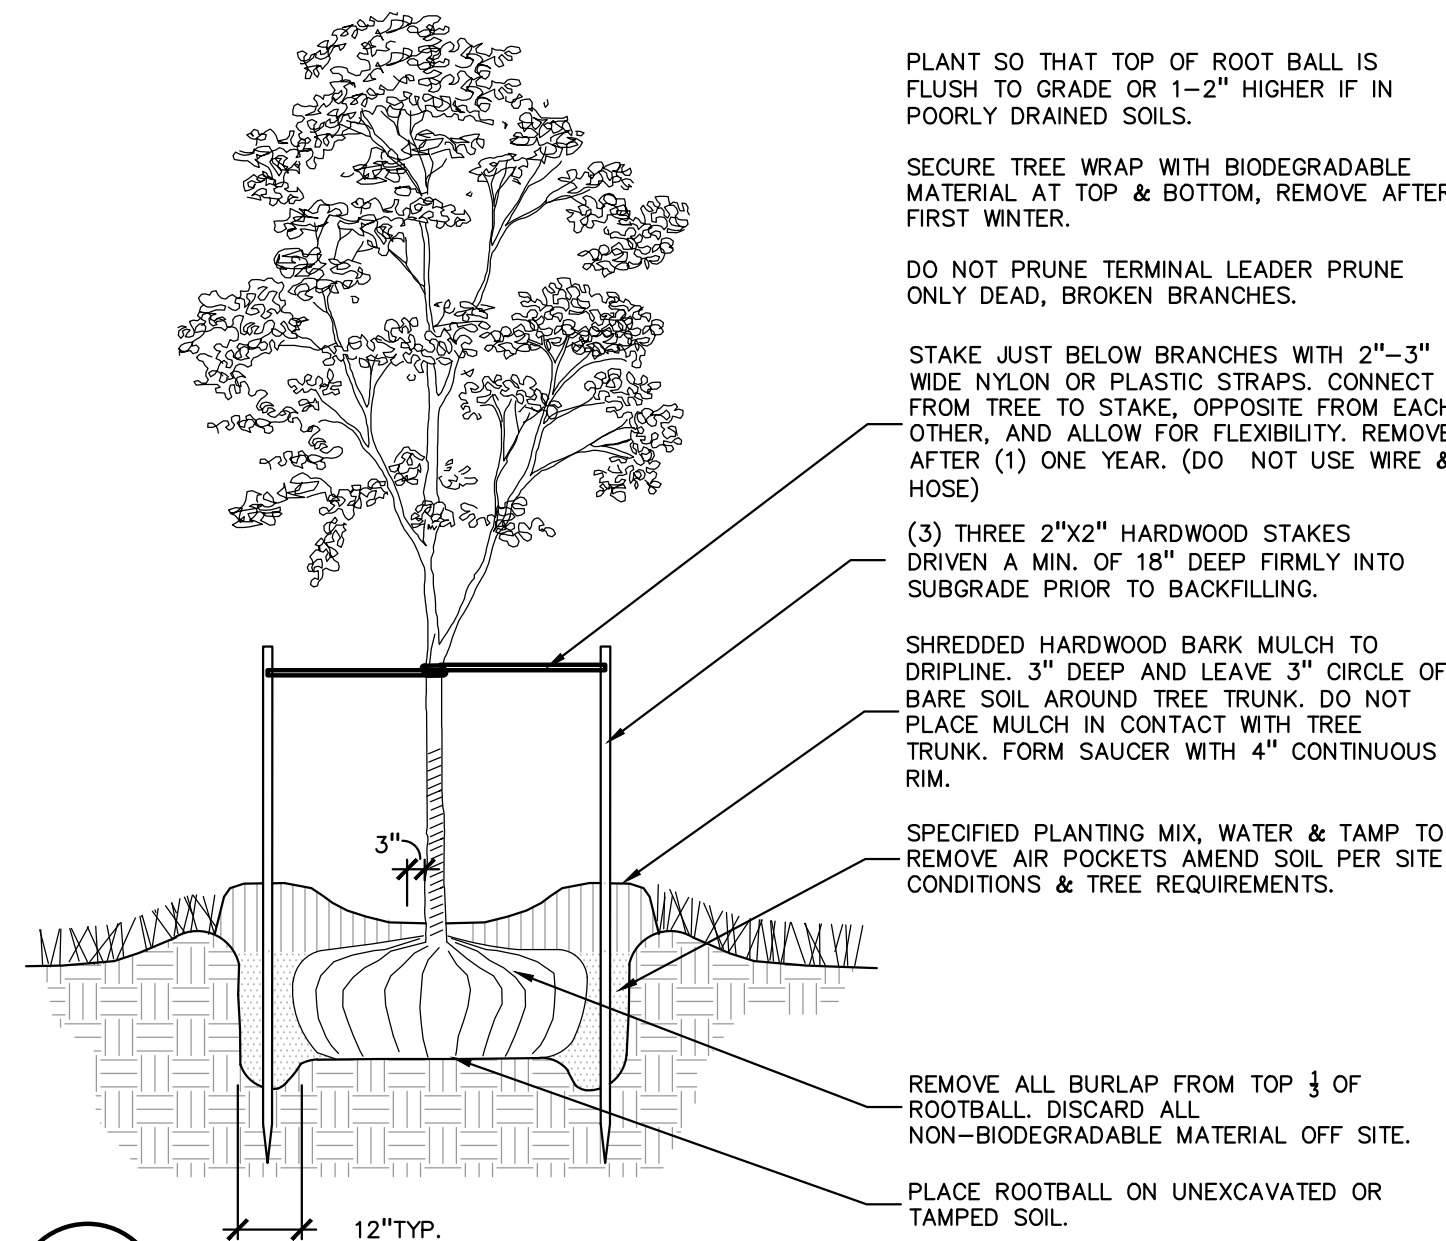 PLANT SO THAT TOP OF ROOT BALL IS
FLUSH TO GRADE OR 1-2" HIGHER IF IN
POORLY DRAINED SOILS.
SECURE TREE WRAP WITH BIODEGRADABLE
MATERIAL AT TOP & BOTTOM, REMOVE AFTER
FIRST WINTER.
DO NOT PRUNE TERMINAL LEADER PRUNE
ONLY DEAD, BROKEN BRANCHES.
STAKE JUST BELOW BRANCHES WITH 2"-3"
WIDE NYLON OR PLASTIC STRAPS. CONNECT
FROM TREE TO STAKE, OPPOSITE FROM EACH
OTHER, AND ALLOW FOR FLEXIBILITY. REMOVE
AFTER (1) ONE YEAR. (DO NOT USE WIRE &
HOSE)
(3) THREE 2"X2" HARDWOOD STAKES
DRIVEN A MIN. OF 18" DEEP FIRMLY INTO
SUBGRADE PRIOR TO BACKFILLING.
SHREDDED HARDWOOD BARK MULCH TO
DRIPLINE. 3" DEEP AND LEAVE 3" CIRCLE OF
BARE SOIL AROUND TREE TRUNK. DO NOT
PLACE MULCH IN CONTACT WITH TREE
TRUNK. FORM SAUCER WITH 4" CONTINUOUS
RIM.
3"
SPECIFIED PLANTING MIX, WATER & TAMP TO
REMOVE AIR POCKETS AMEND SOIL PER SITE
CONDITIONS & TREE REQUIREMENTS.
REMOVE ALL BURLAP FROM TOP 1/3 OF
ROOTBALL. DISCARD ALL
NON-BIODEGRADABLE MATERIAL OFF SITE.
PLACE ROOTBALL ON UNEXCAVATED OR
TAMPED SOIL.
12"TYP.